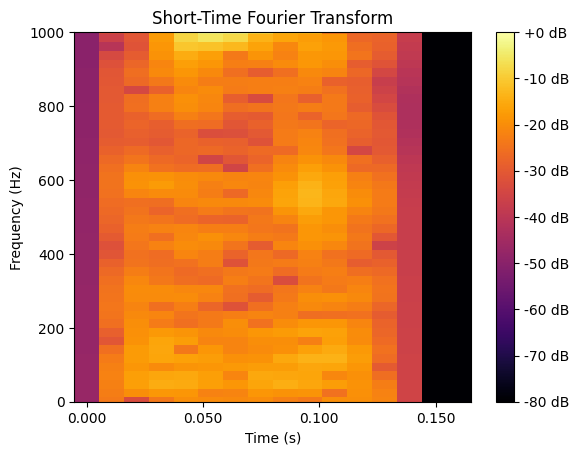 Short-Time Fourier Transform
1000
800
600
400
200
0
Frequency (Hz)
0.000
0.050
0.100
0.150
Time (s)
+0 dB
-10 dB
-20 dB
-30 dB
-40 dB
-50 dB
-60 dB
-70 dB
-80 dB